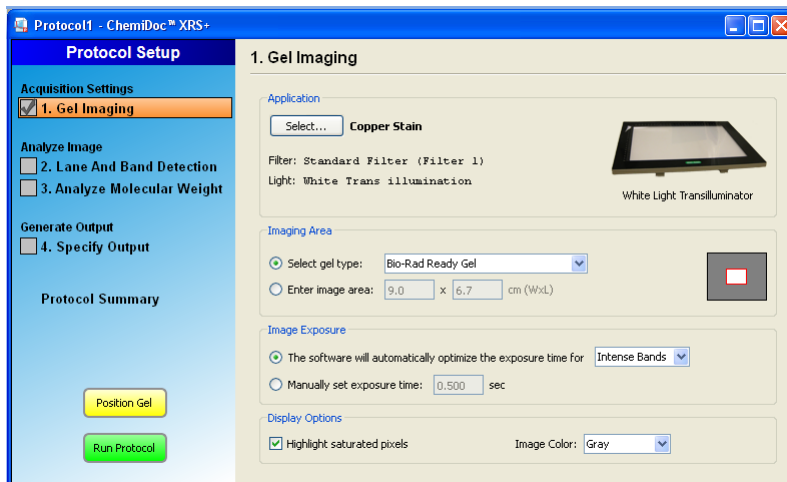 Protocol1 - ChemiDoc™ XRS+
Protocol Setup
Acquisition Settings
1. Gel Imaging
Analyze Image
2. Lane And Band Detection
3. Analyze Molecular Weight
Generate Output
4. Specify Output
Protocol Summary
Position Gel
Run Protocol
1. Gel Imaging
Application
Select... Copper Stain
Filter: Standard Filter (Filter 1)
Light: White Trans illumination
White Light Transilluminator
Imaging Area
Select gel type: Bio-Rad Ready Gel
Enter image area: 9.0 x 6.7 cm (WxL)
Image Exposure
The software will automatically optimize the exposure time for Intense Bands
Manually set exposure time: 0.500 sec
Display Options
Highlight saturated pixels Image Color: Gray